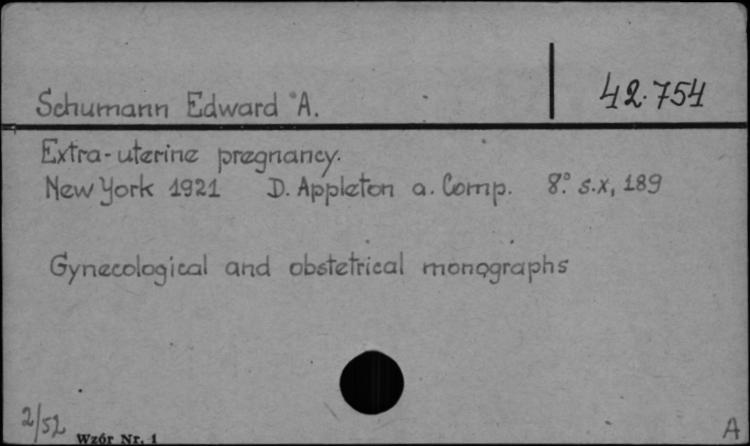 Schumann Edward A. 42.754
Extra-uterine pregnancy.
New York 1921 D. Appleton a. Comp. 8° s.x, 189
Gynecological and obstetrical monographs
2/52 Wzór Nr. 1 A